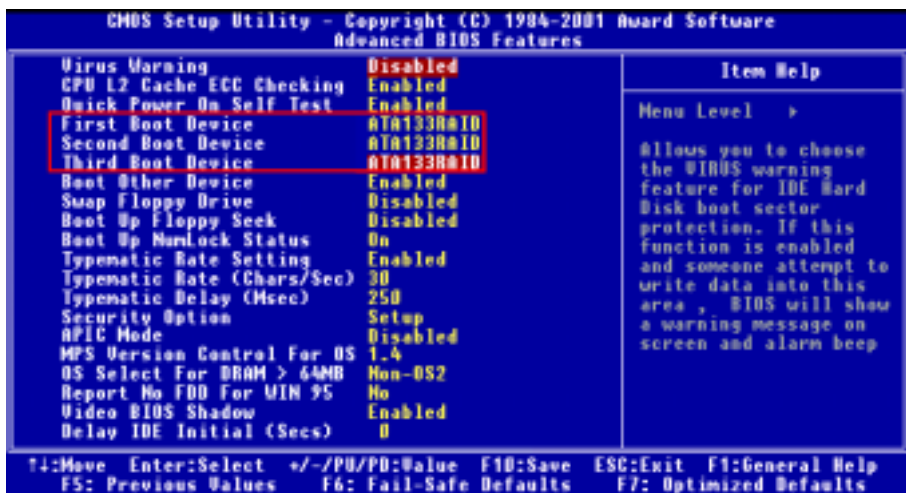 CMOS Setup Utility - Copyright (C) 1984-2001 Award Software
Advanced BIOS Features
Virus Warning Disabled
CPU L2 Cache ECC Checking Enabled
Quick Power On Self Test Enabled
First Boot Device ATA133RAID
Second Boot Device ATA133RAID
Third Boot Device ATA133RAID
Boot Other Device Enabled
Swap Floppy Drive Disabled
Boot Up Floppy Seek Disabled
Boot Up NumLock Status On
Typematic Rate Setting Enabled
Typematic Rate (Chars/Sec) 30
Typematic Delay (Msec) 250
Security Option Setup
APIC Mode Disabled
MPS Version Control For OS 1.4
OS Select For DRAM > 64MB Non-OS2
Report No FDD For WIN 95 No
Video BIOS Shadow Enabled
Delay IDE Initial (Secs) 0
Item Help
Menu Level ▸
Allows you to choose
the VIRUS warning
feature for IDE Hard
Disk boot sector
protection. If this
function is enabled
and someone attempt to
write data into this
area , BIOS will show
a warning message on
screen and alarm beep
↑↓:Move Enter:Select +/-/PU/PD:Value F10:Save ESC:Exit F1:General Help
F5: Previous Values F6: Fail-Safe Defaults F7: Optimized Defaults